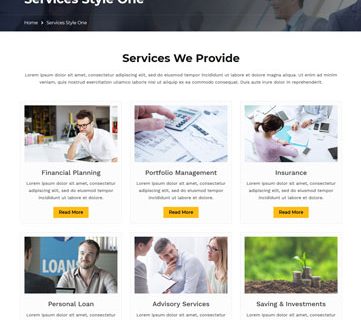 Services Style One
Home > Services Style One
Services We Provide
Lorem ipsum dolor sit amet, consectetur adipiscing elit, sed do eiusmod tempor incididunt ut labore et dolore magna aliqua. Ut enim ad minim
veniam, quis nostrud exercitation ullamco laboris nisi ut aliquip ex ea commodo consequat. Duis aute irure dolor in reprehenderit.
Financial Planning
Lorem ipsum dolor sit amet, consectetur
adipiscing elit, sed do eiusmod tempor
incididunt ut labore et dolore.
Read More
Portfolio Management
Lorem ipsum dolor sit amet, consectetur
adipiscing elit, sed do eiusmod tempor
incididunt ut labore et dolore.
Read More
Insurance
Lorem ipsum dolor sit amet, consectetur
adipiscing elit, sed do eiusmod tempor
incididunt ut labore et dolore.
Read More
LOAN
Personal Loan
Lorem ipsum dolor sit amet, consectetur
Advisory Services
Lorem ipsum dolor sit amet, consectetur
Saving & Investments
Lorem ipsum dolor sit amet, consectetur